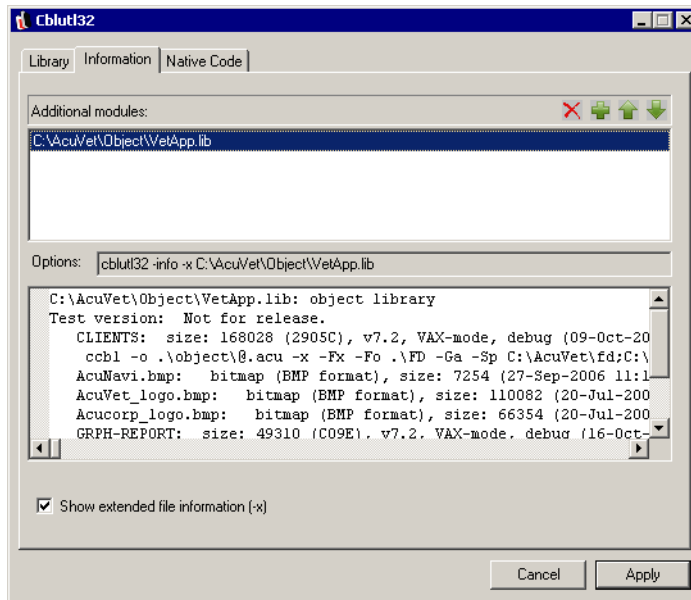 Cblutl32
Library Information Native Code
Additional modules:
C:\AcuVet\Object\VetApp.lib
Options: cblutl32 -info -x C:\AcuVet\Object\VetApp.lib
C:\AcuVet\Object\VetApp.lib: object library
Test version: Not for release.
CLIENTS: size: 168028 (2905C), v7.2, VAX-mode, debug (09-Oct-20
ccbl -o .\object\@.acu -x -Fx -Fo .\FD -Ga -Sp C:\AcuVet\fd;C:\
AcuNavi.bmp: bitmap (BMP format), size: 7254 (27-Sep-2006 11:1
AcuVet_logo.bmp: bitmap (BMP format), size: 110082 (20-Jul-200
Acucorp_logo.bmp: bitmap (BMP format), size: 66354 (20-Jul-200
GRPH-REPORT: size: 49310 (C09E), v7.2, VAX-mode, debug (16-Oct-
Show extended file information (-x)
Cancel Apply